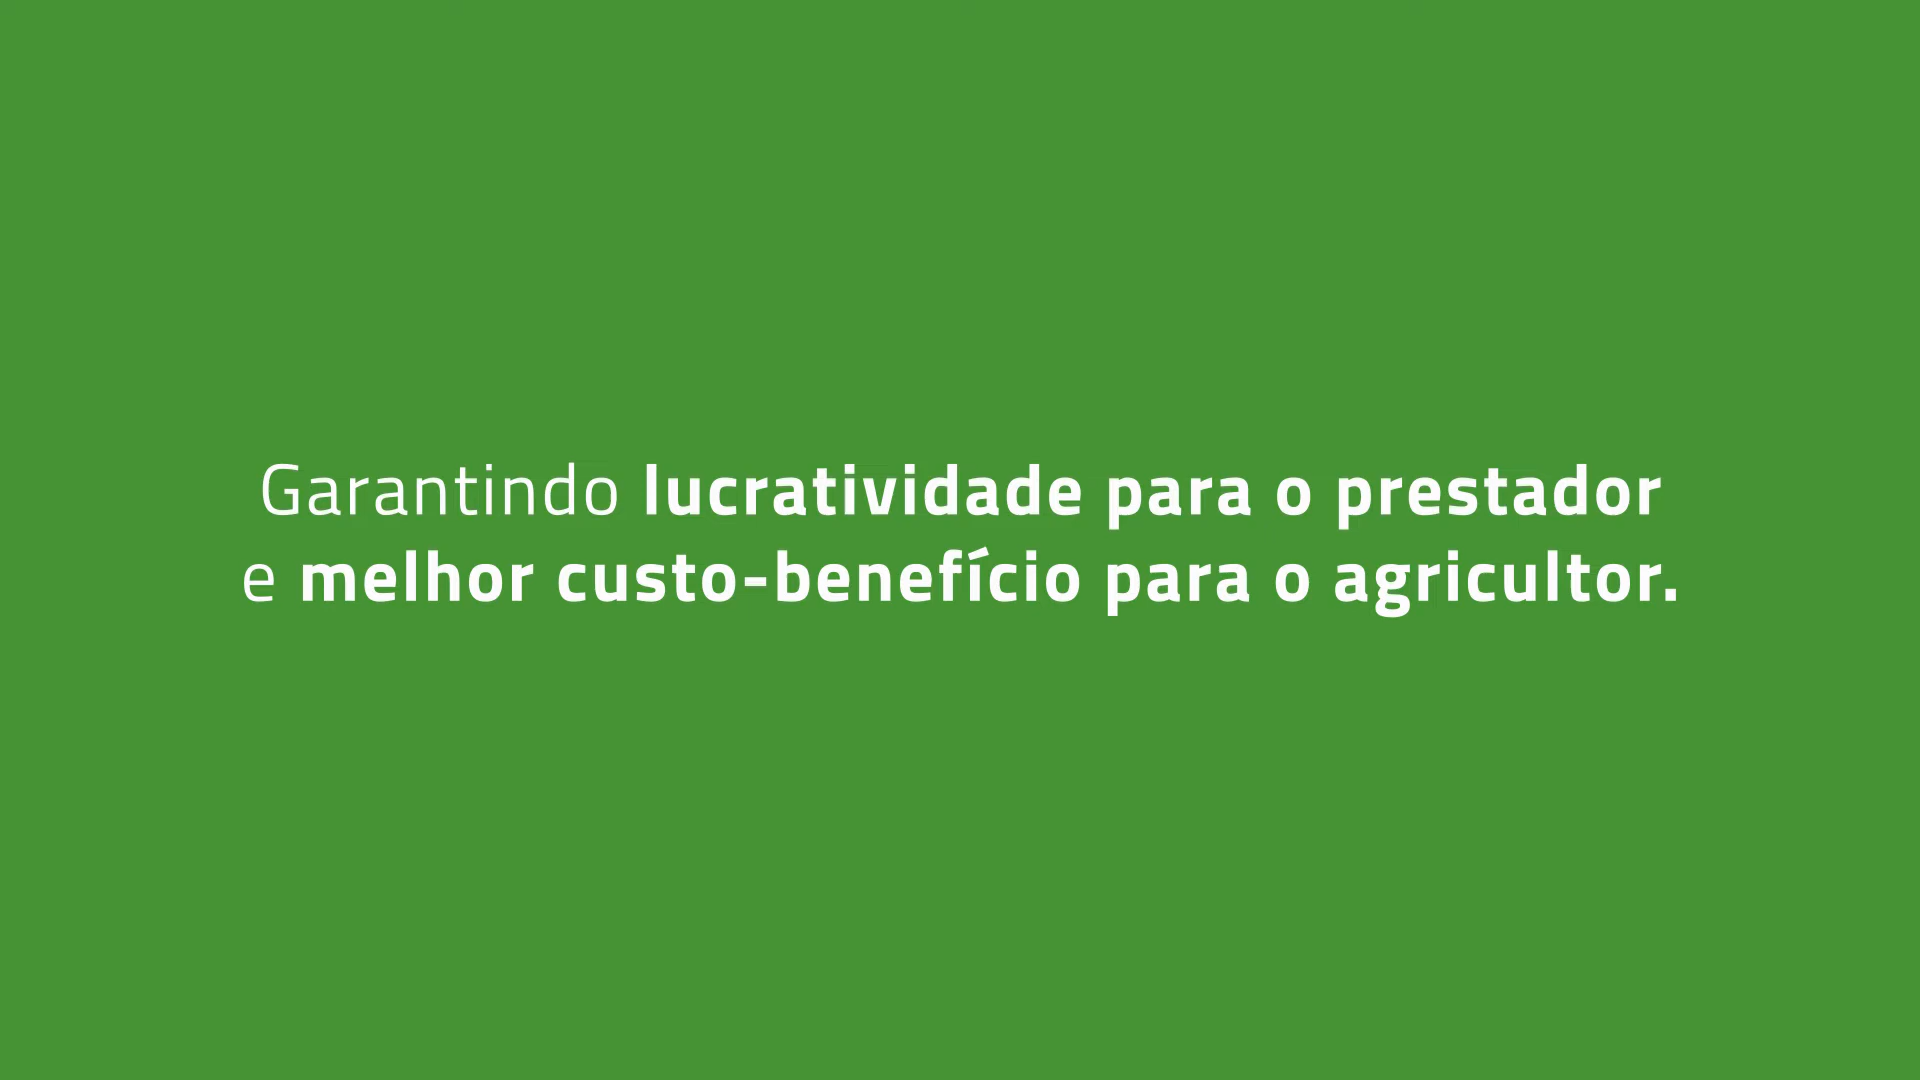 Garantindo lucratividade para o prestador
e melhor custo-benefício para o agricultor.